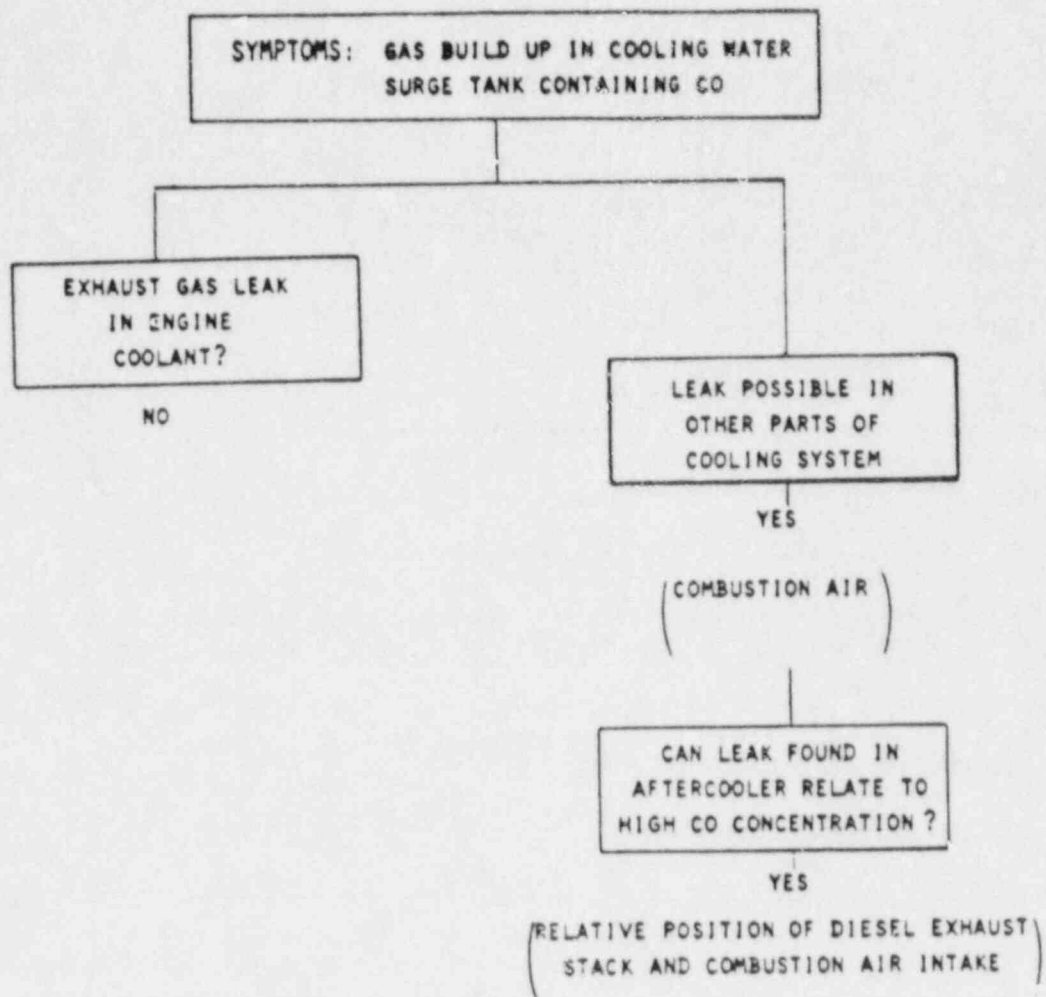 SYMPTOMS: GAS BUILD UP IN COOLING WATER
SURGE TANK CONTAINING CO
EXHAUST GAS LEAK
IN ENGINE
COOLANT?
NO
LEAK POSSIBLE IN
OTHER PARTS OF
COOLING SYSTEM
YES
(COMBUSTION AIR)
CAN LEAK FOUND IN
AFTERCOOLER RELATE TO
HIGH CO CONCENTRATION?
YES
(RELATIVE POSITION OF DIESEL EXHAUST
STACK AND COMBUSTION AIR INTAKE)